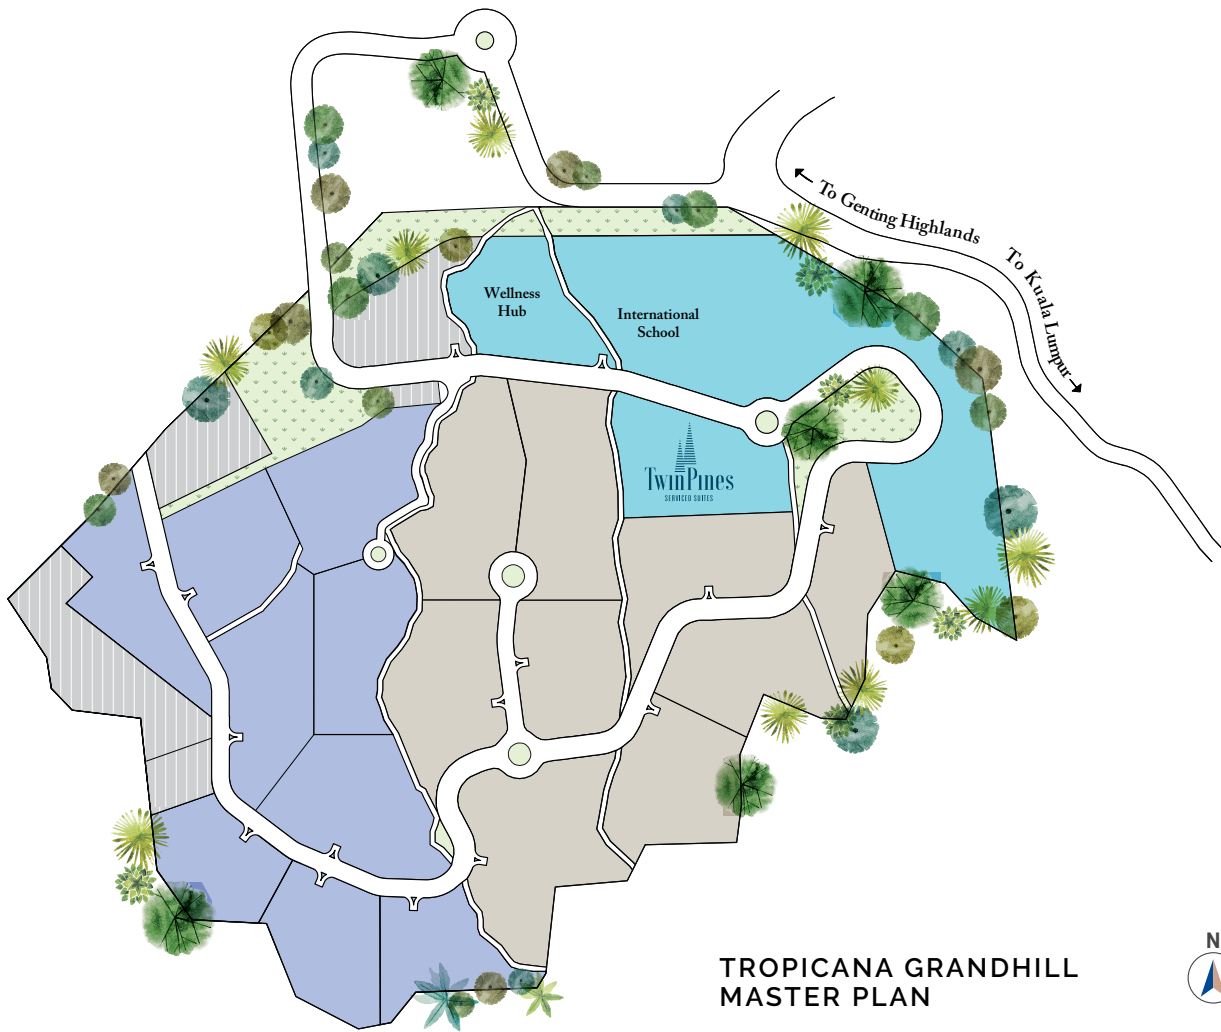 To Genting Highlands
To Kuala Lumpur
Wellness
Hub
International
School
TwinPines
SERVICED SUITES
TROPICANA GRANDHILL
MASTER PLAN
N